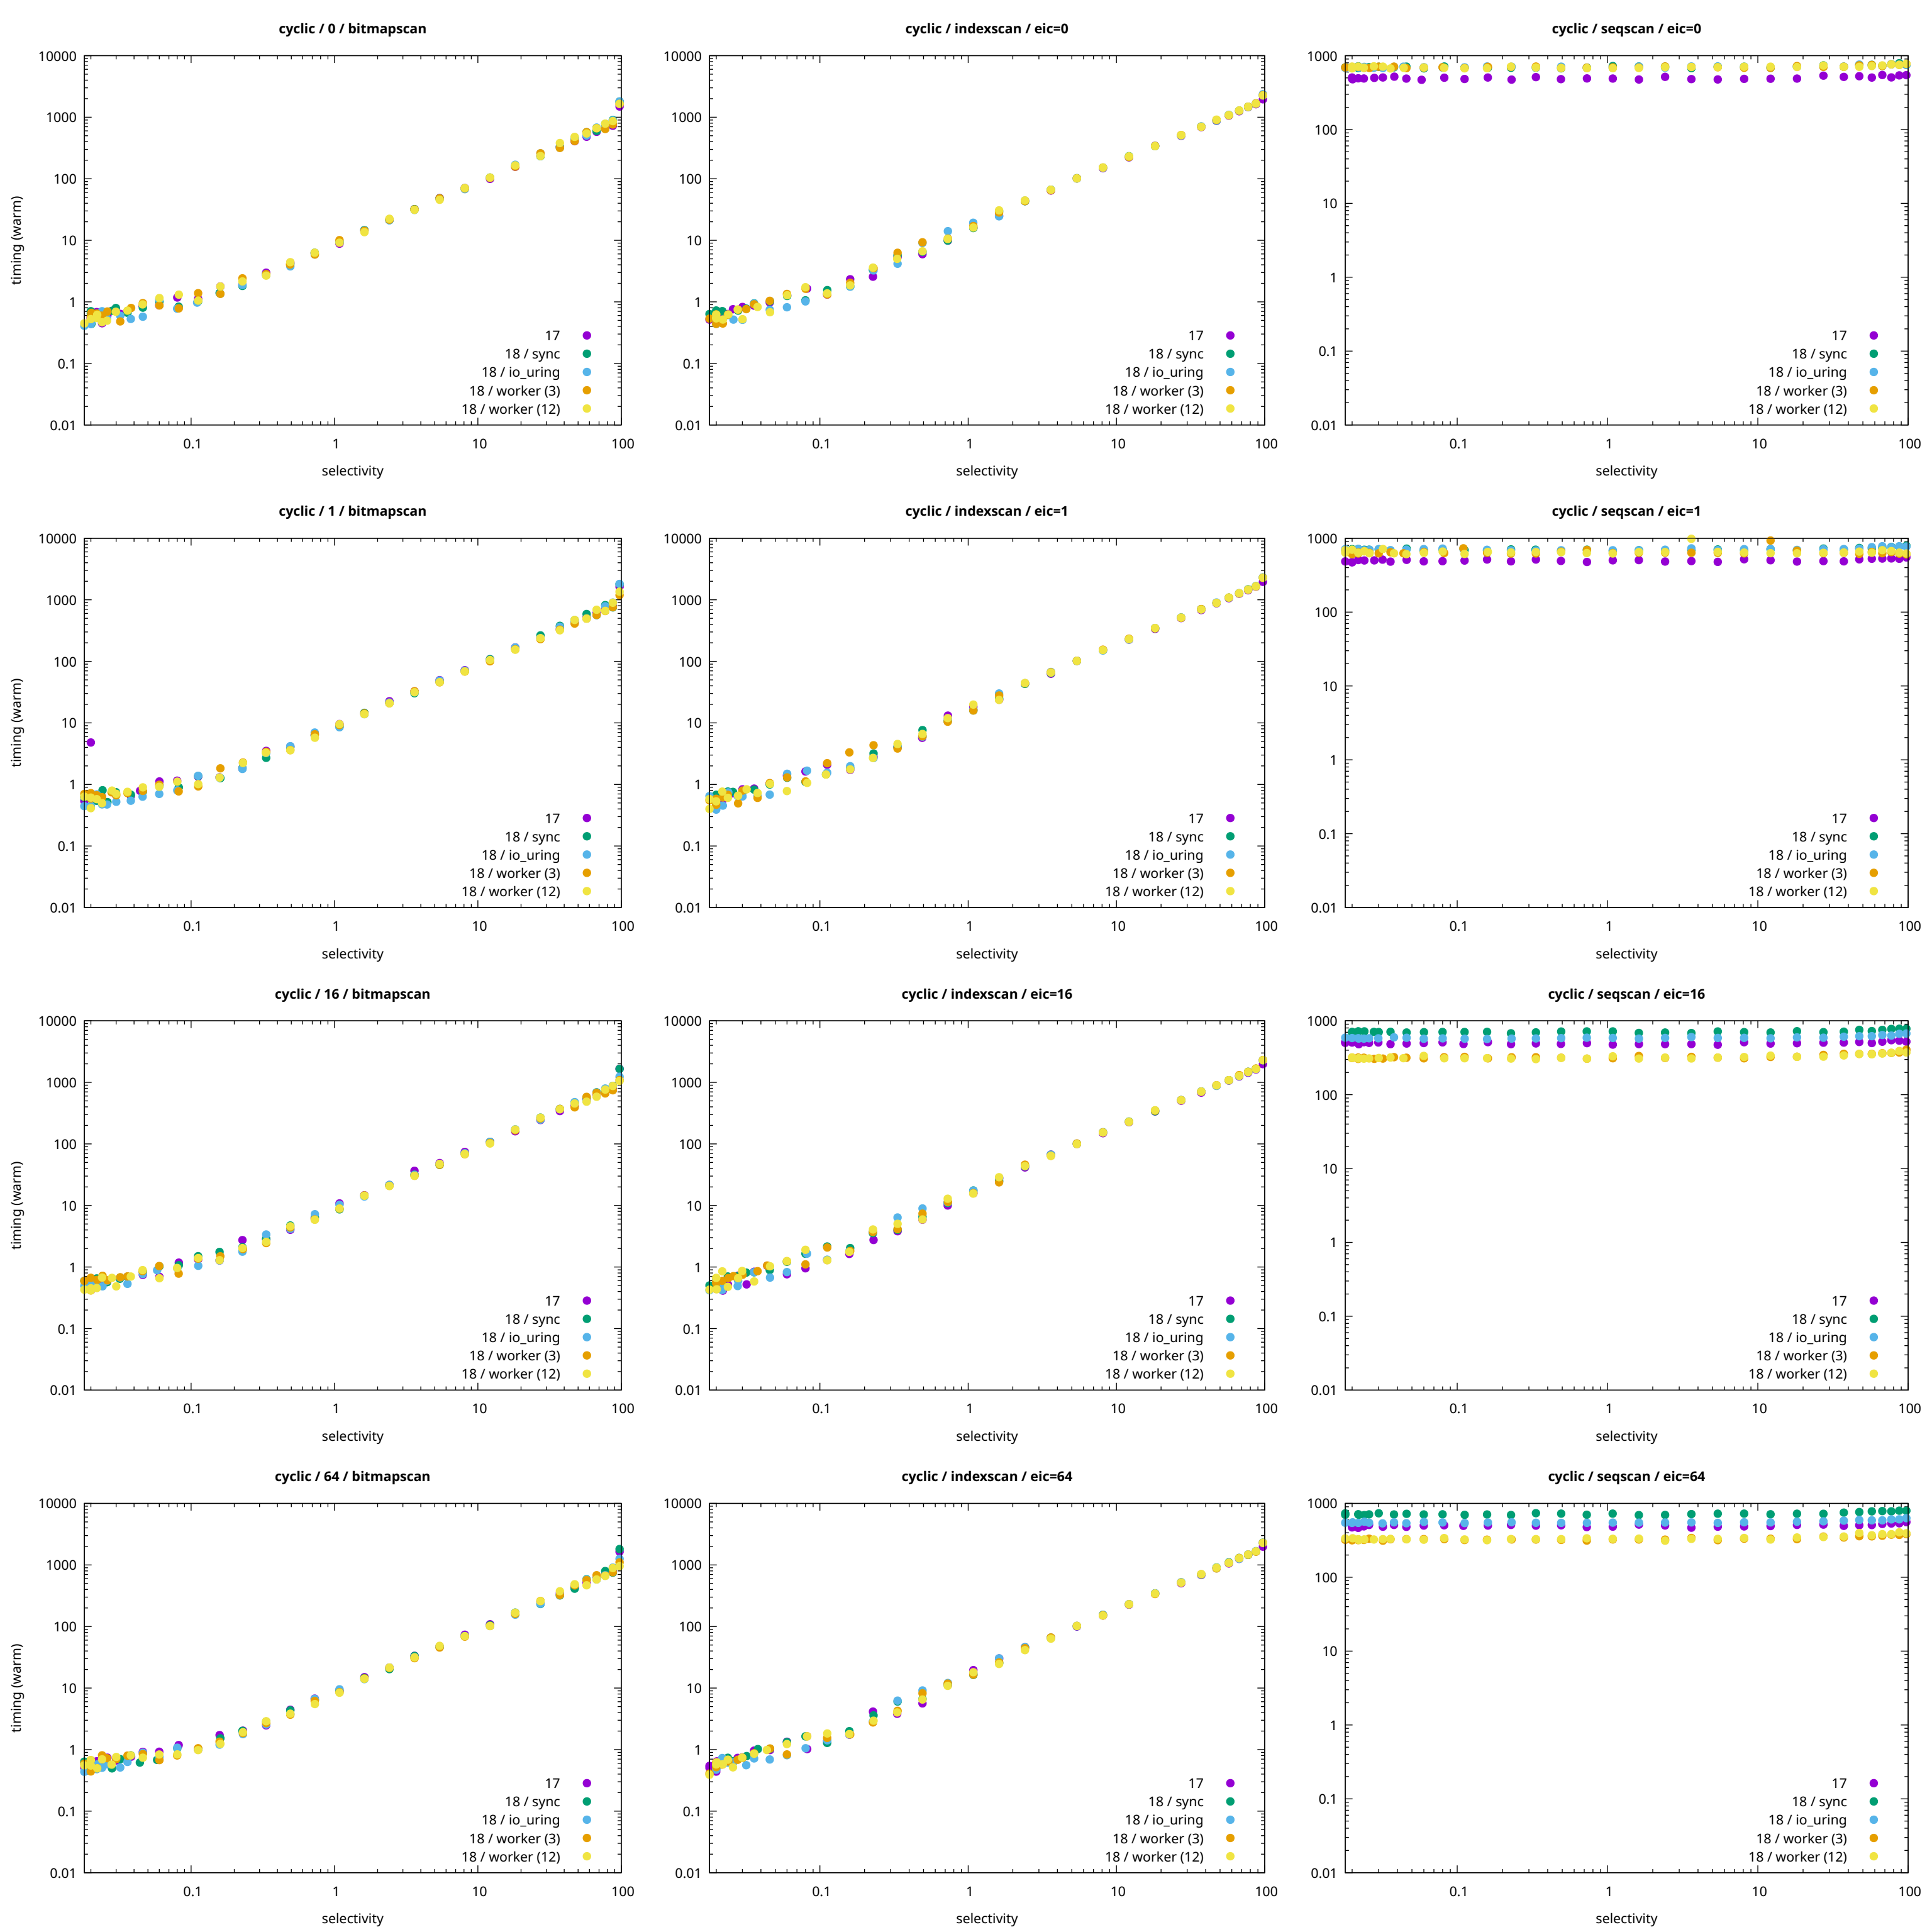 cyclic / 0 / bitmapscan
10000
1000
100
10
1
0.1
0.01
timing (warm)
17
18 / sync
18 / io_uring
18 / worker (3)
18 / worker (12)
0.1 1 10 100
selectivity
cyclic / indexscan / eic=0
10000
1000
100
10
1
0.1
0.01
17
18 / sync
18 / io_uring
18 / worker (3)
18 / worker (12)
0.1 1 10 100
selectivity
cyclic / seqscan / eic=0
1000
100
10
1
0.1
0.01
17
18 / sync
18 / io_uring
18 / worker (3)
18 / worker (12)
0.1 1 10 100
selectivity
cyclic / 1 / bitmapscan
10000
1000
100
10
1
0.1
0.01
timing (warm)
17
18 / sync
18 / io_uring
18 / worker (3)
18 / worker (12)
0.1 1 10 100
selectivity
cyclic / indexscan / eic=1
10000
1000
100
10
1
0.1
0.01
17
18 / sync
18 / io_uring
18 / worker (3)
18 / worker (12)
0.1 1 10 100
selectivity
cyclic / seqscan / eic=1
1000
100
10
1
0.1
0.01
17
18 / sync
18 / io_uring
18 / worker (3)
18 / worker (12)
0.1 1 10 100
selectivity
cyclic / 16 / bitmapscan
10000
1000
100
10
1
0.1
0.01
timing (warm)
17
18 / sync
18 / io_uring
18 / worker (3)
18 / worker (12)
0.1 1 10 100
selectivity
cyclic / indexscan / eic=16
10000
1000
100
10
1
0.1
0.01
17
18 / sync
18 / io_uring
18 / worker (3)
18 / worker (12)
0.1 1 10 100
selectivity
cyclic / seqscan / eic=16
1000
100
10
1
0.1
0.01
17
18 / sync
18 / io_uring
18 / worker (3)
18 / worker (12)
0.1 1 10 100
selectivity
cyclic / 64 / bitmapscan
10000
1000
100
10
1
0.1
0.01
timing (warm)
17
18 / sync
18 / io_uring
18 / worker (3)
18 / worker (12)
0.1 1 10 100
selectivity
cyclic / indexscan / eic=64
10000
1000
100
10
1
0.1
0.01
17
18 / sync
18 / io_uring
18 / worker (3)
18 / worker (12)
0.1 1 10 100
selectivity
cyclic / seqscan / eic=64
1000
100
10
1
0.1
0.01
17
18 / sync
18 / io_uring
18 / worker (3)
18 / worker (12)
0.1 1 10 100
selectivity